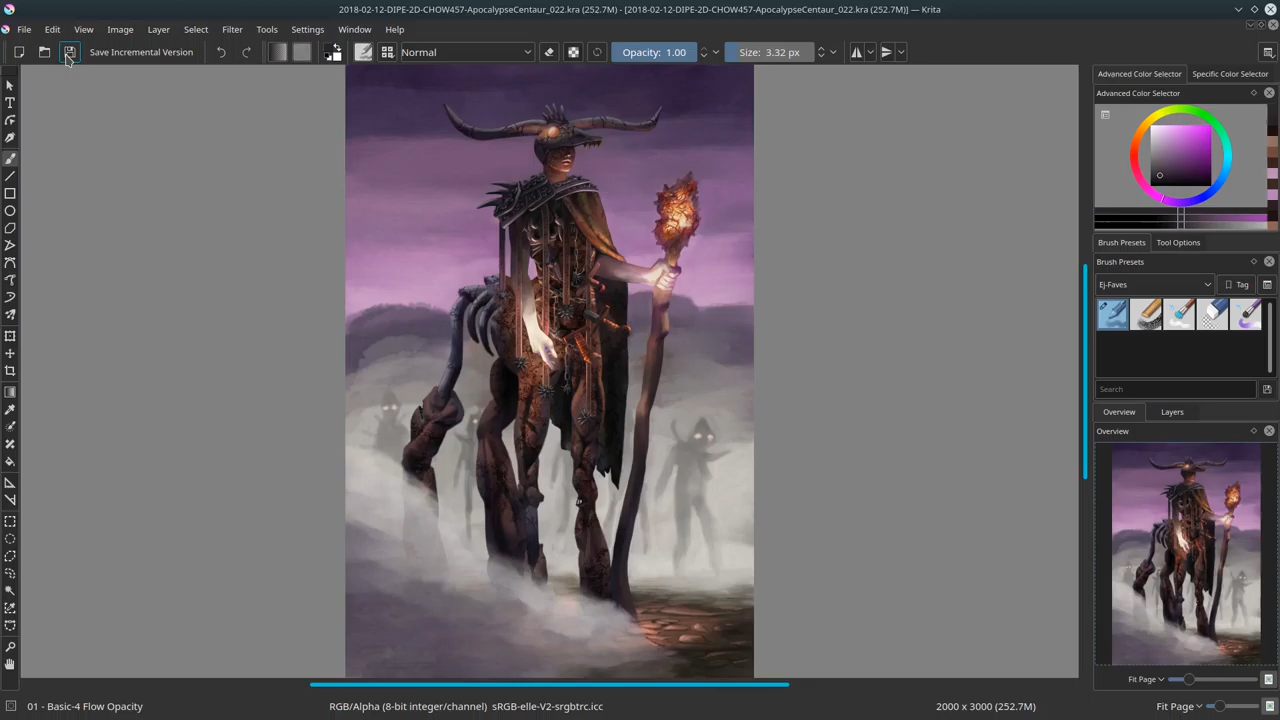 2018-02-12-DIPE-2D-CHOW457-ApocalypseCentaur_022.kra (252.7M) - [2018-02-12-DIPE-2D-CHOW457-ApocalypseCentaur_022.kra (252.7M)] — Krita
File Edit View Image Layer Select Filter Tools Settings Window Help
Save Incremental Version Normal Opacity: 1.00 Size: 3.32 px
Advanced Color Selector Specific Color Selector
Advanced Color Selector
Brush Presets Tool Options
Brush Presets
Ej-Faves Tag
Search
Overview Layers
Overview
Fit Page
01 - Basic-4 Flow Opacity RGB/Alpha (8-bit integer/channel) sRGB-elle-V2-srgbtrc.icc 2000 x 3000 (252.7M) Fit Page